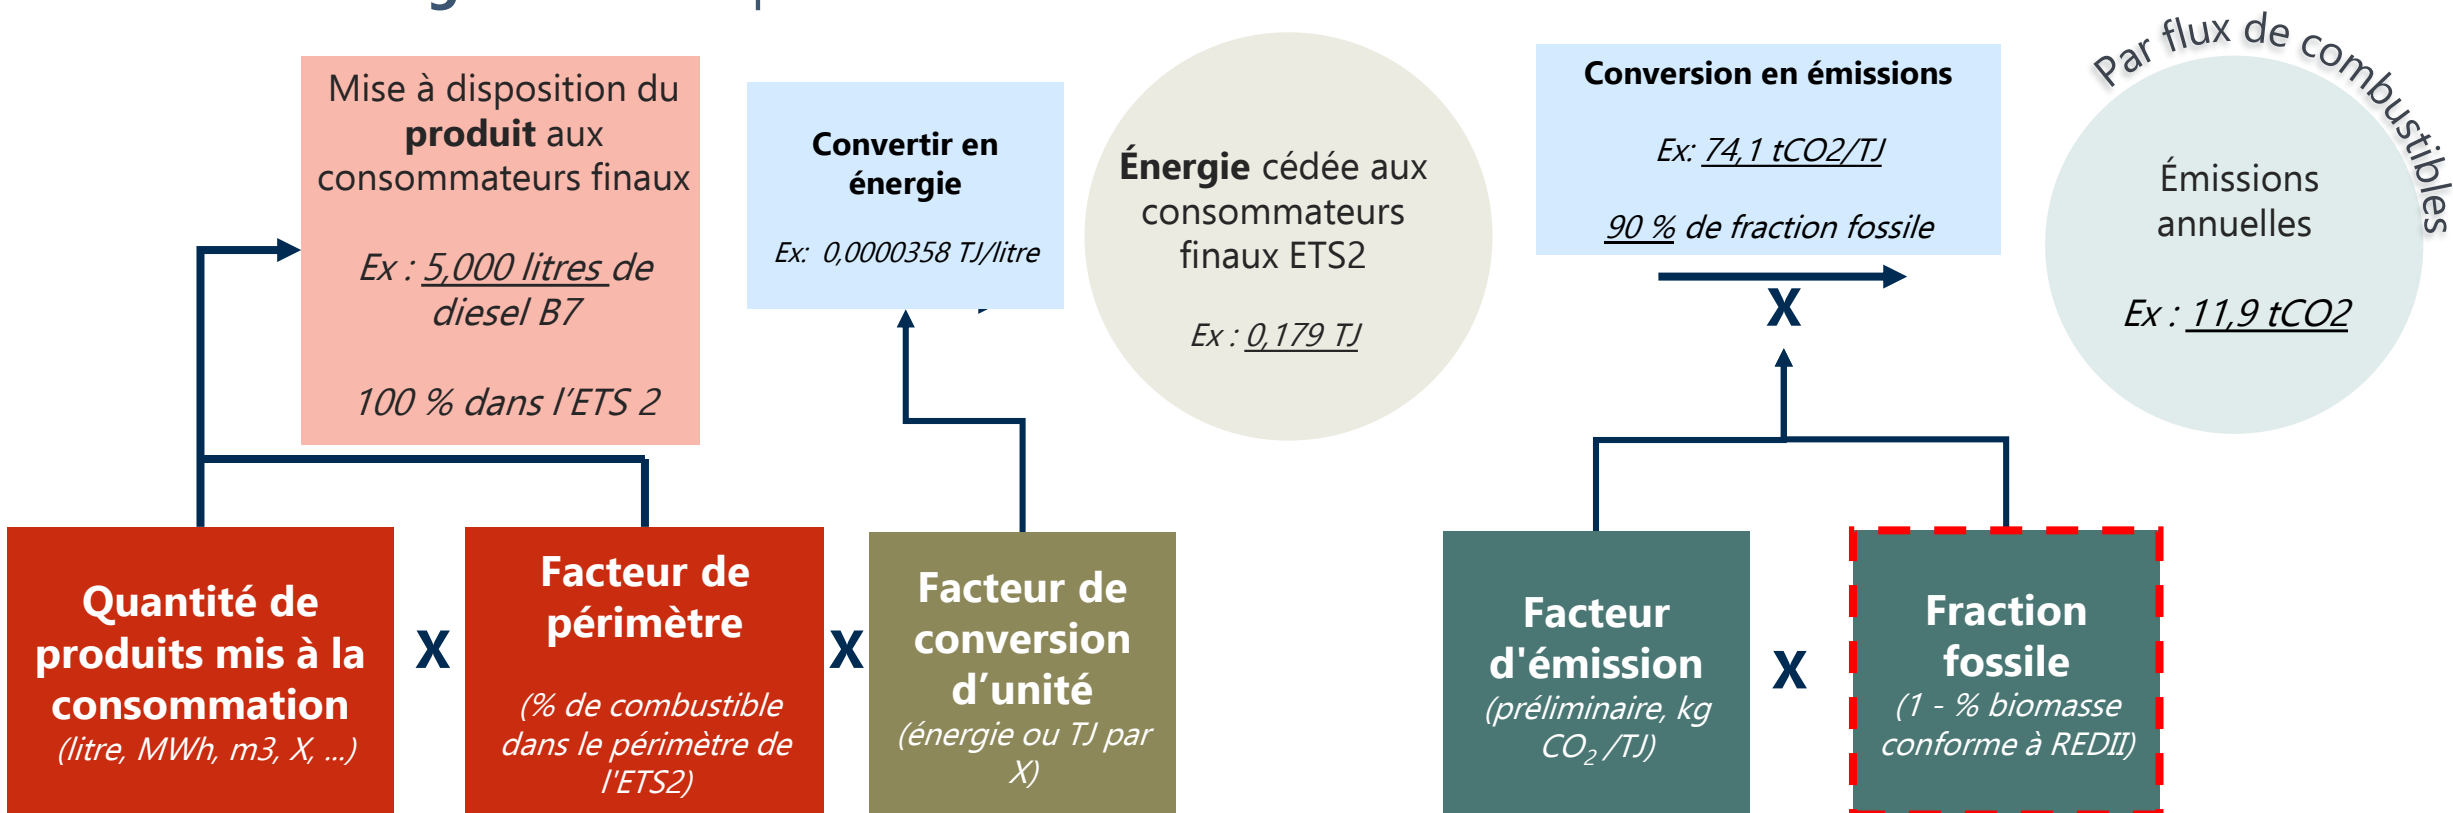 Mise à disposition du
produit aux
consommateurs finaux
Ex : 5,000 litres de
diesel B7
100 % dans l’ETS 2
Convertir en
énergie
Ex: 0,0000358 TJ/litre
Énergie cédée aux
consommateurs
finaux ETS2
Ex : 0,179 TJ
Conversion en émissions
Ex: 74,1 tCO2/TJ
90 % de fraction fossile
X
Par flux de combustibles
Émissions
annuelles
Ex : 11,9 tCO2
Quantité de
produits mis à la
consommation
(litre, MWh, m3, X, ...)
X
Facteur de
périmètre
(% de combustible
dans le périmètre de
l'ETS2)
X
Facteur de
conversion
d’unité
(énergie ou TJ par
X)
Facteur
d'émission
(préliminaire, kg
CO₂ /TJ)
X
Fraction
fossile
(1 - % biomasse
conforme à REDII)